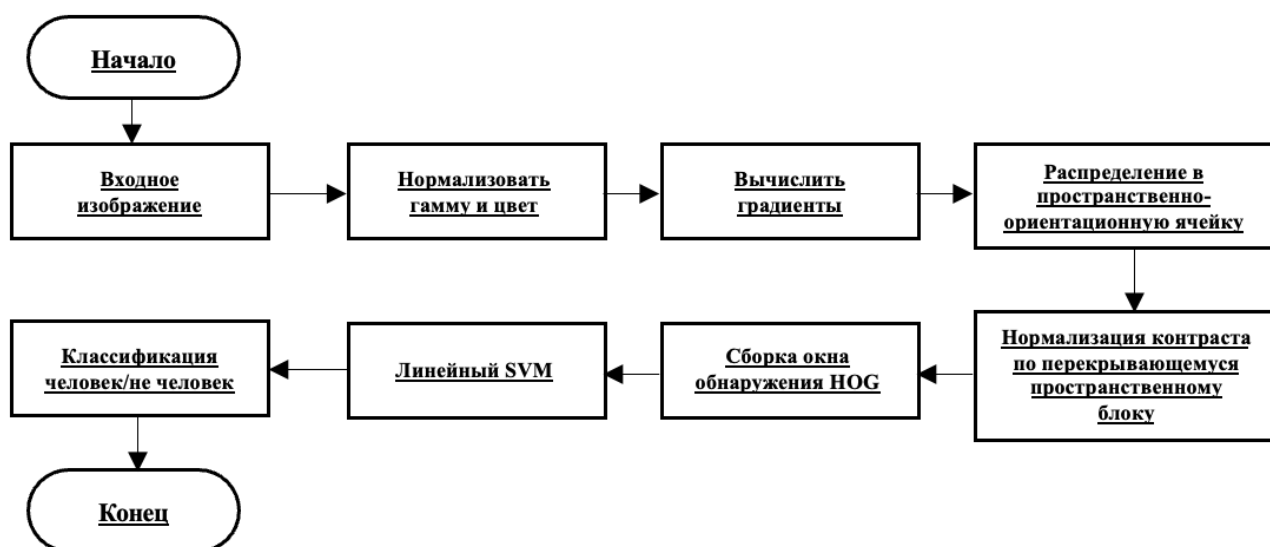 Начало
Входное
изображение
Нормализовать
гамму и цвет
Вычислить
градиенты
Распределение в
пространственно-
ориентационную ячейку
Нормализация контраста
по перекрывающемуся
пространственному
блоку
Сборка окна
обнаружения HOG
Линейный SVM
Классификация
человек/не человек
Конец